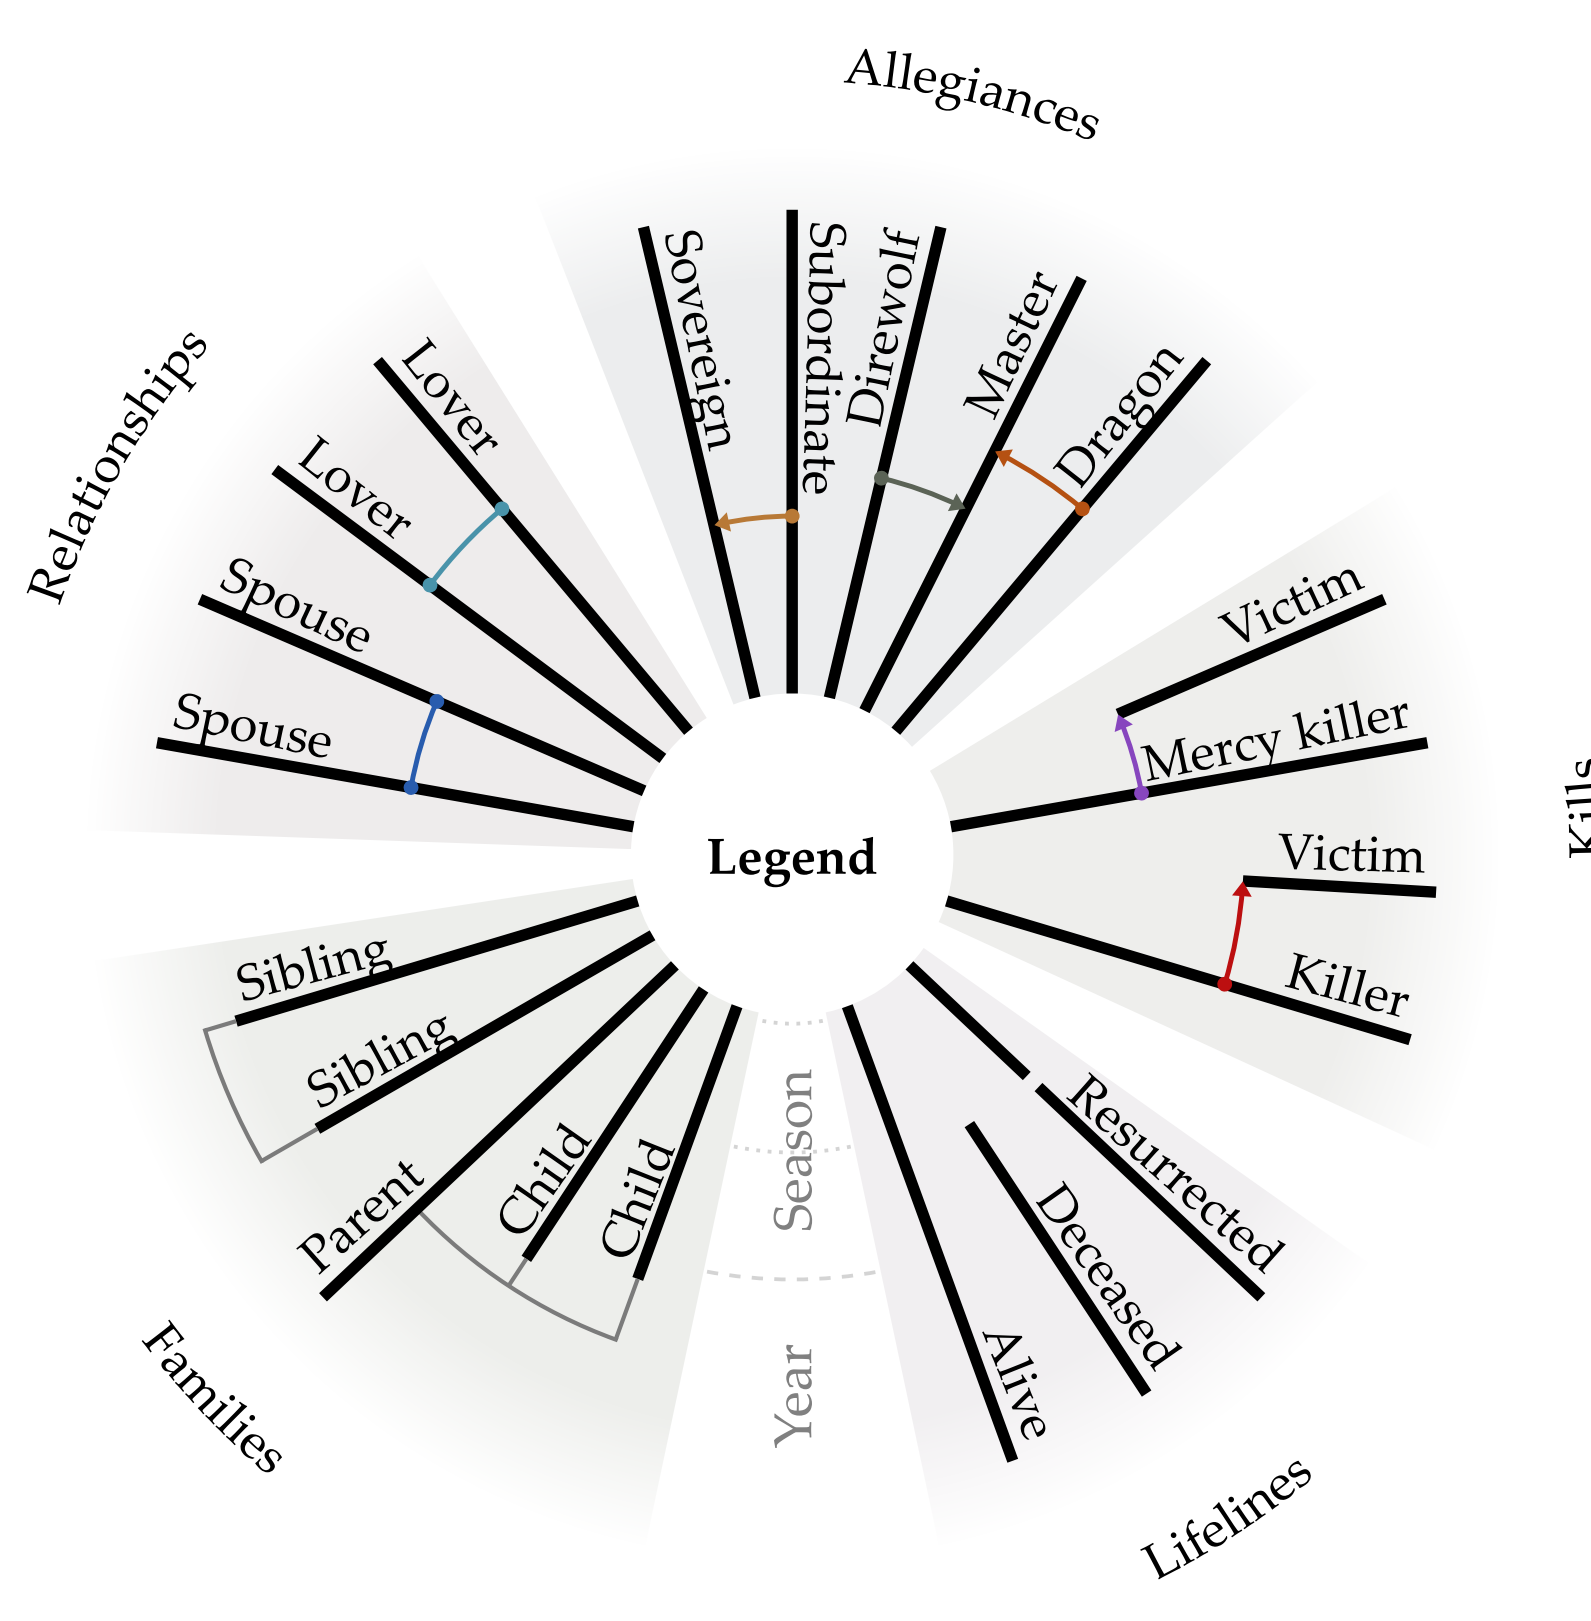 Allegiances
Sovereign
Subordinate
Direwolf
Master
Dragon
Kills
Victim
Mercy killer
Victim
Killer
Lifelines
Resurrected
Deceased
Alive
Season
Year
Families
Child
Child
Parent
Sibling
Sibling
Relationships
Spouse
Spouse
Lover
Lover
Legend